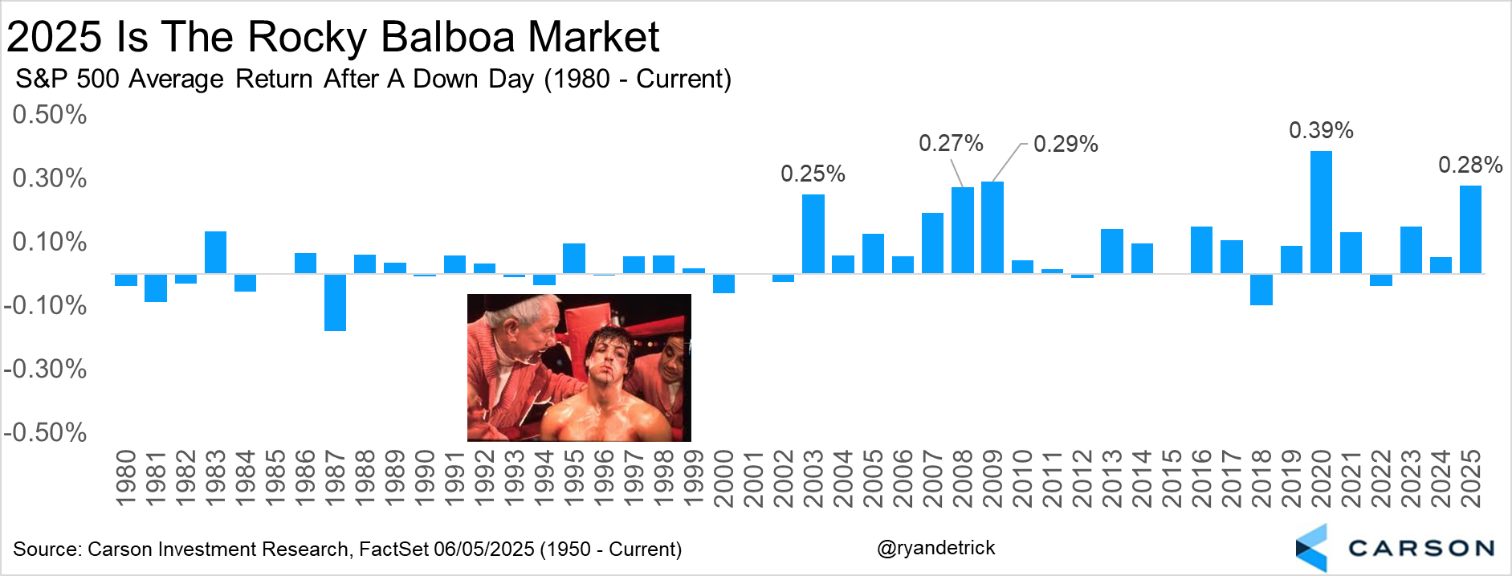 2025 Is The Rocky Balboa Market
S&P 500 Average Return After A Down Day (1980 - Current)
0.50%
0.30%
0.10%
-0.10%
-0.30%
-0.50%
0.25%
0.27%
0.29%
0.39%
0.28%
1980 1981 1982 1983 1984 1985 1986 1987 1988 1989 1990 1991 1992 1993 1994 1995 1996 1997 1998 1999 2000 2001 2002 2003 2004 2005 2006 2007 2008 2009 2010 2011 2012 2013 2014 2015 2016 2017 2018 2019 2020 2021 2022 2023 2024 2025
Source: Carson Investment Research, FactSet 06/05/2025 (1950 - Current)
@ryandetrick
CARSON